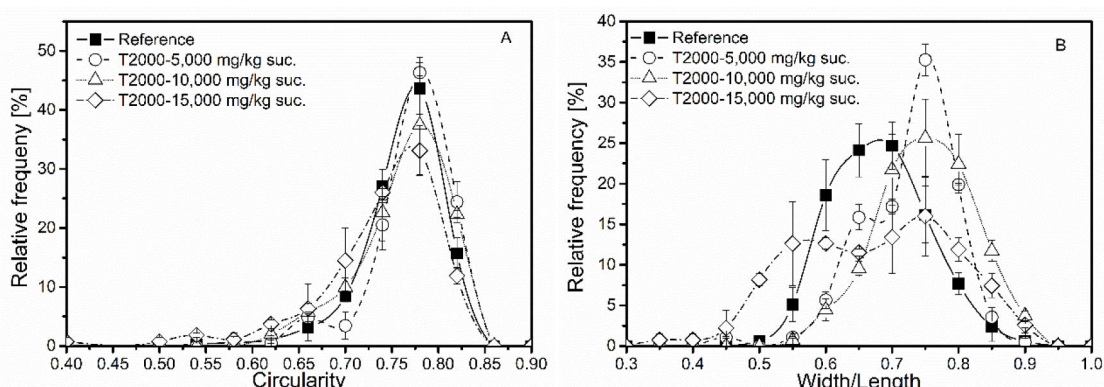 A
Reference
T2000-5,000 mg/kg suc.
T2000-10,000 mg/kg suc.
T2000-15,000 mg/kg suc.
Relative frequeny [%]
50
40
30
20
10
0
0.40 0.45 0.50 0.55 0.60 0.65 0.70 0.75 0.80 0.85 0.90
Circularity
B
Reference
T2000-5,000 mg/kg suc.
T2000-10,000 mg/kg suc.
T2000-15,000 mg/kg suc.
Relative frequency [%]
40
35
30
25
20
15
10
5
0
0.3 0.4 0.5 0.6 0.7 0.8 0.9 1.0
Width/Length